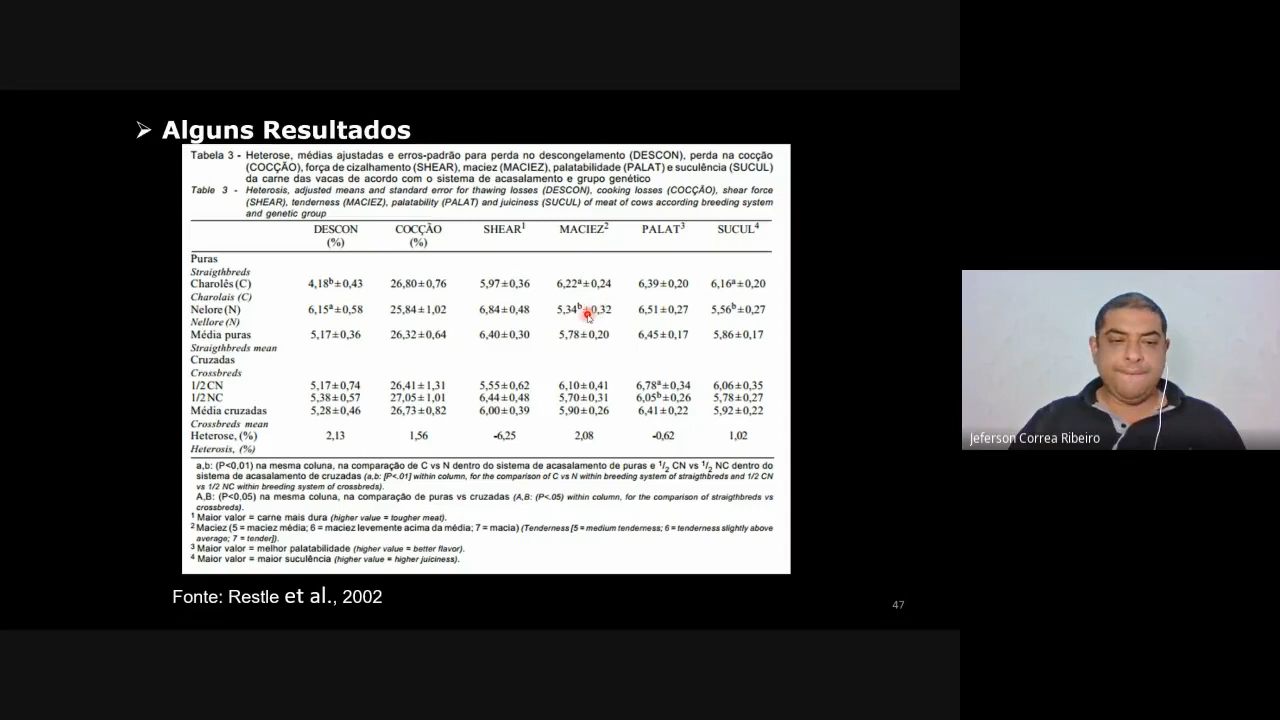 ➢ Alguns Resultados
Tabela 3 - Heterose, médias ajustadas e erros-padrão para perda no descongelamento (DESCON), perda na cocção
(COCÇÃO), força de cizalhamento (SHEAR), maciez (MACIEZ), palatabilidade (PALAT) e suculência (SUCUL)
da carne das vacas de acordo com o sistema de acasalamento e grupo genético
Table 3 - Heterosis, adjusted means and standard error for thawing losses (DESCON), cooking losses (COCÇÃO), shear force
(SHEAR), tenderness (MACIEZ), palatability (PALAT) and juiciness (SUCUL) of meat of cows according breeding system
and genetic group
DESCON COCÇÃO SHEAR¹ MACIEZ² PALAT³ SUCUL⁴
(%) (%)
Puras
Straigthbreds
Charolês (C) 4,18ᵇ±0,43 26,80±0,76 5,97±0,36 6,22ᵃ±0,24 6,39±0,20 6,16ᵃ±0,20
Charolais (C)
Nelore (N) 6,15ᵃ±0,58 25,84±1,02 6,84±0,48 5,34ᵇ±0,32 6,51±0,27 5,56ᵇ±0,27
Nellore (N)
Média puras 5,17±0,36 26,32±0,64 6,40±0,30 5,78±0,20 6,45±0,17 5,86±0,17
Straigthbreds mean
Cruzadas
Crossbreds
1/2 CN 5,17±0,74 26,41±1,31 5,55±0,62 6,10±0,41 6,78ᵃ±0,34 6,06±0,35
1/2 NC 5,38±0,57 27,05±1,01 6,44±0,48 5,70±0,31 6,05ᵇ±0,26 5,78±0,27
Média cruzadas 5,28±0,46 26,73±0,82 6,00±0,39 5,90±0,26 6,41±0,22 5,92±0,22
Crossbreds mean
Heterose, (%) 2,13 1,56 -6,25 2,08 -0,62 1,02
Heterosis, (%)
a,b: (P<0,01) na mesma coluna, na comparação de C vs N dentro do sistema de acasalamento de puras e 1/2 CN vs 1/2 NC dentro do
sistema de acasalamento de cruzadas (a,b: [P<.01] within column, for the comparison of C vs N within breeding system of straigthbreds and 1/2 CN
vs 1/2 NC within breeding system of crossbreds).
A,B: (P<0,05) na mesma coluna, na comparação de puras vs cruzadas (A,B: (P<.05) within column, for the comparison of straigthbreds vs
crossbreds).
¹ Maior valor = carne mais dura (higher value = tougher meat).
² Maciez (5 = maciez média; 6 = maciez levemente acima da média; 7 = macia) (Tenderness [5 = medium tenderness; 6 = tenderness slightly above
average; 7 = tender]).
³ Maior valor = melhor palatabilidade (higher value = better flavor).
⁴ Maior valor = maior suculência (higher value = higher juiciness).
Fonte: Restle et al., 2002
47
Jeferson Correa Ribeiro